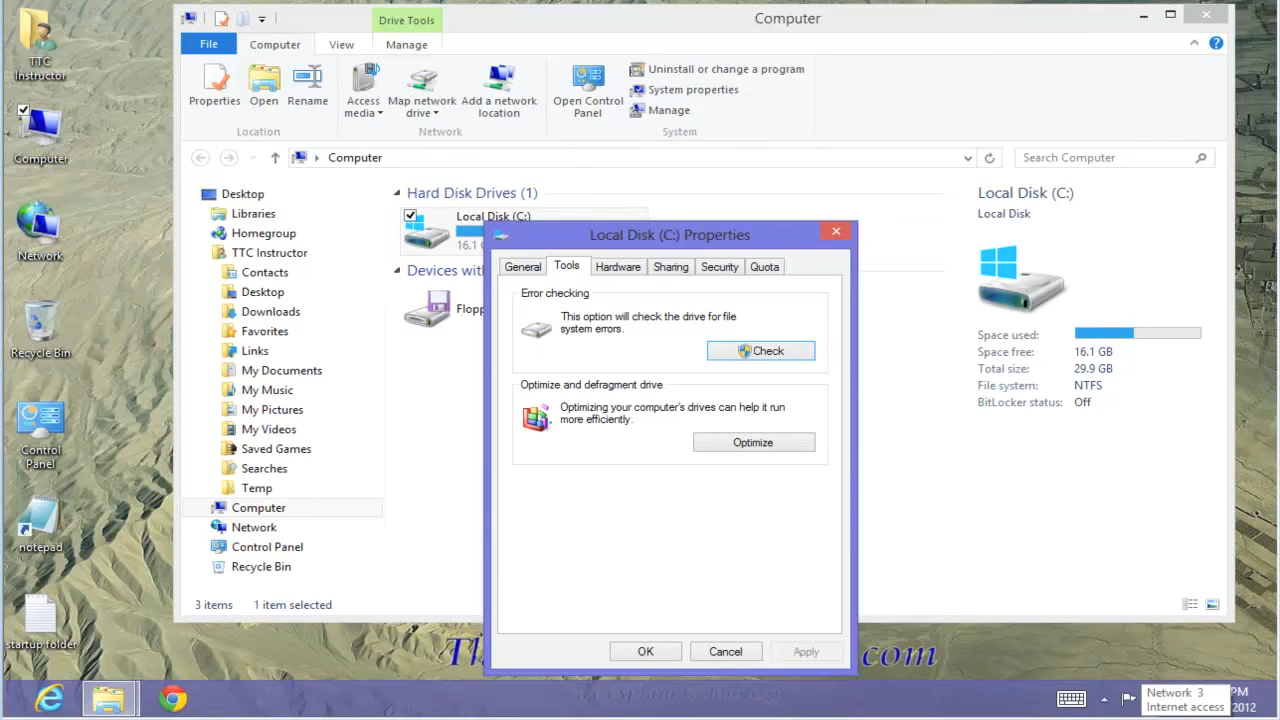 TTC
Instructor
Computer
Network
Recycle Bin
Control
Panel
notepad
startup folder
Drive Tools
Computer
File
Computer
View
Manage
Properties
Open
Rename
Access
media
Map network
drive
Add a network
location
Open Control
Panel
Uninstall or change a program
System properties
Manage
Location
Network
System
Computer
Search Computer
Desktop
Libraries
Homegroup
TTC Instructor
Contacts
Desktop
Downloads
Favorites
Links
My Documents
My Music
My Pictures
My Videos
Saved Games
Searches
Temp
Computer
Network
Control Panel
Recycle Bin
3 items
1 item selected
Hard Disk Drives (1)
Local Disk (C:)
16.1
Devices wit
Flopp
Local Disk (C:) Properties
General
Tools
Hardware
Sharing
Security
Quota
Error checking
This option will check the drive for file
system errors.
Check
Optimize and defragment drive
Optimizing your computer's drives can help it run
more efficiently.
Optimize
OK
Cancel
Apply
Local Disk (C:)
Local Disk
Space used:
Space free: 16.1 GB
Total size: 29.9 GB
File system: NTFS
BitLocker status: Off
com
Network 3
Internet access
PM
2012